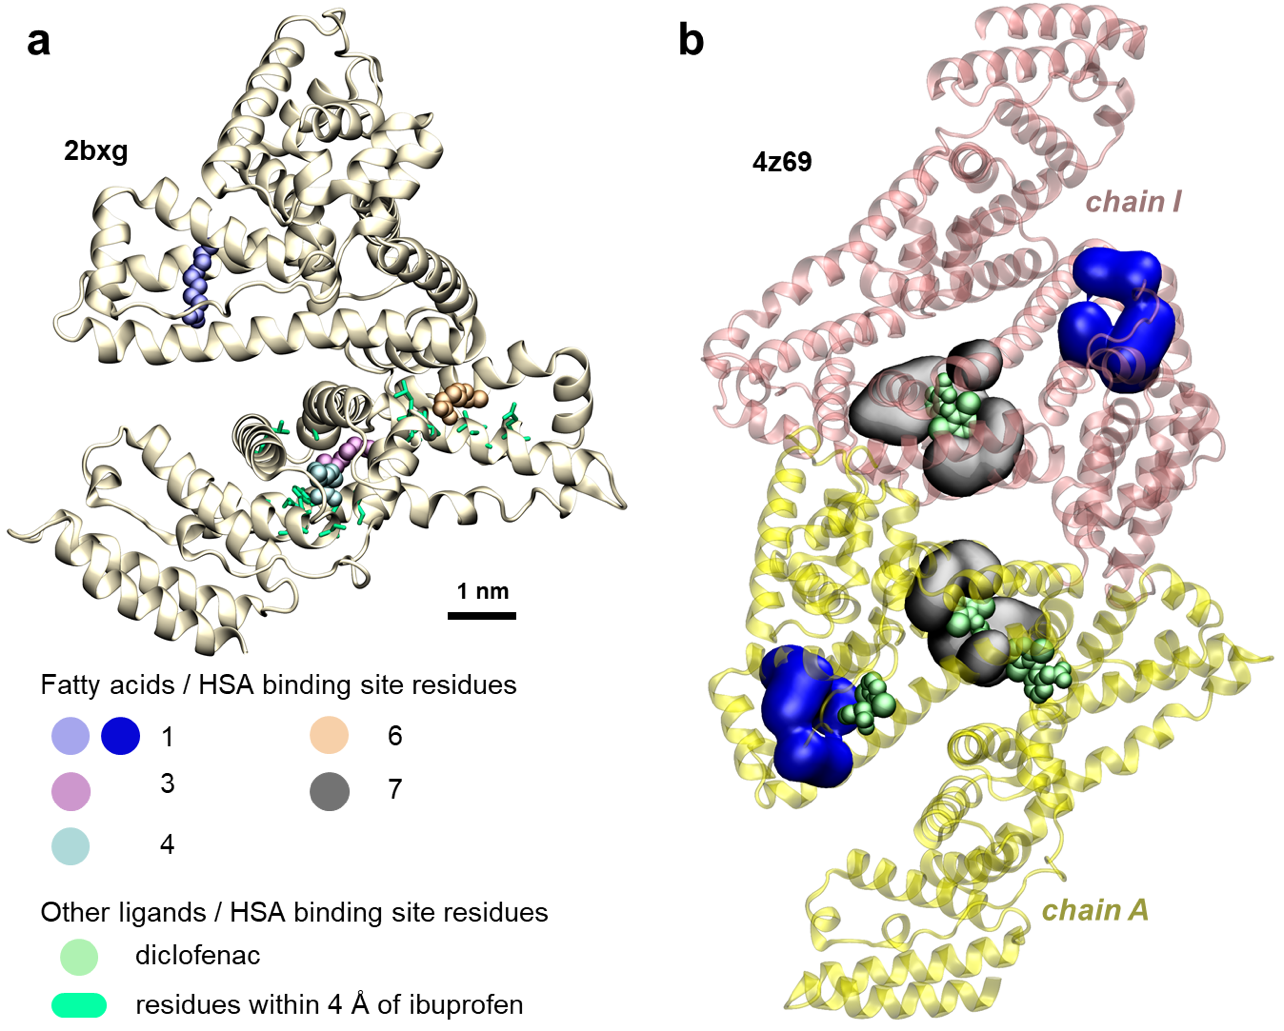 a
2bxg
1 nm
Fatty acids / HSA binding site residues
1
6
3
7
4
Other ligands / HSA binding site residues
diclofenac
residues within 4 Å of ibuprofen
b
4z69
chain I
chain A